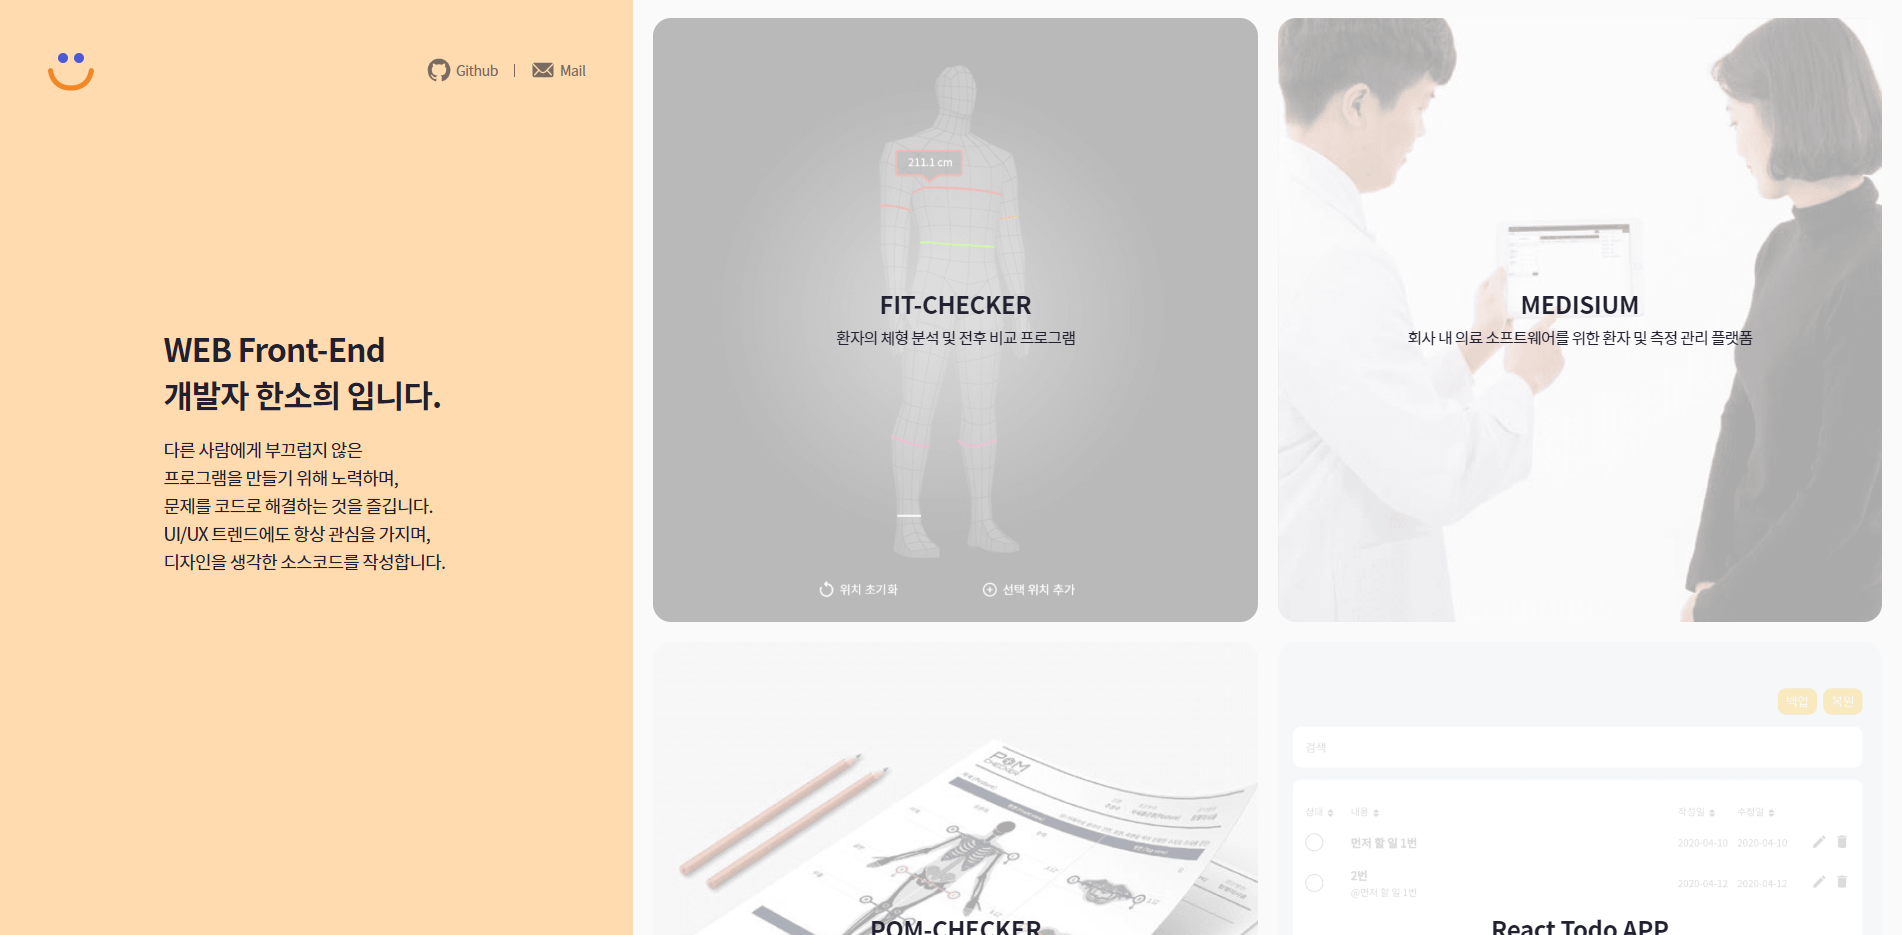 Github
Mail
WEB Front-End
개발자 한소희 입니다.
다른 사람에게 부끄럽지 않은
프로그램을 만들기 위해 노력하며,
문제를 코드로 해결하는 것을 즐깁니다.
UI/UX 트렌드에도 항상 관심을 가지며,
디자인을 생각한 소스코드를 작성합니다.
211.1 cm
FIT-CHECKER
환자의 체형 분석 및 전후 비교 프로그램
위치 초기화
선택 위치 추가
MEDISIUM
회사 내 의료 소프트웨어를 위한 환자 및 측정 관리 플랫폼
POM
CHECKER
POM-CHECKER
백업
복원
검색
상태
내용
작성일
수정일
먼저 할 일 1번
2020-04-10
2020-04-10
2번
@먼저 할 일 1번
2020-04-12
2020-04-12
React Todo APP